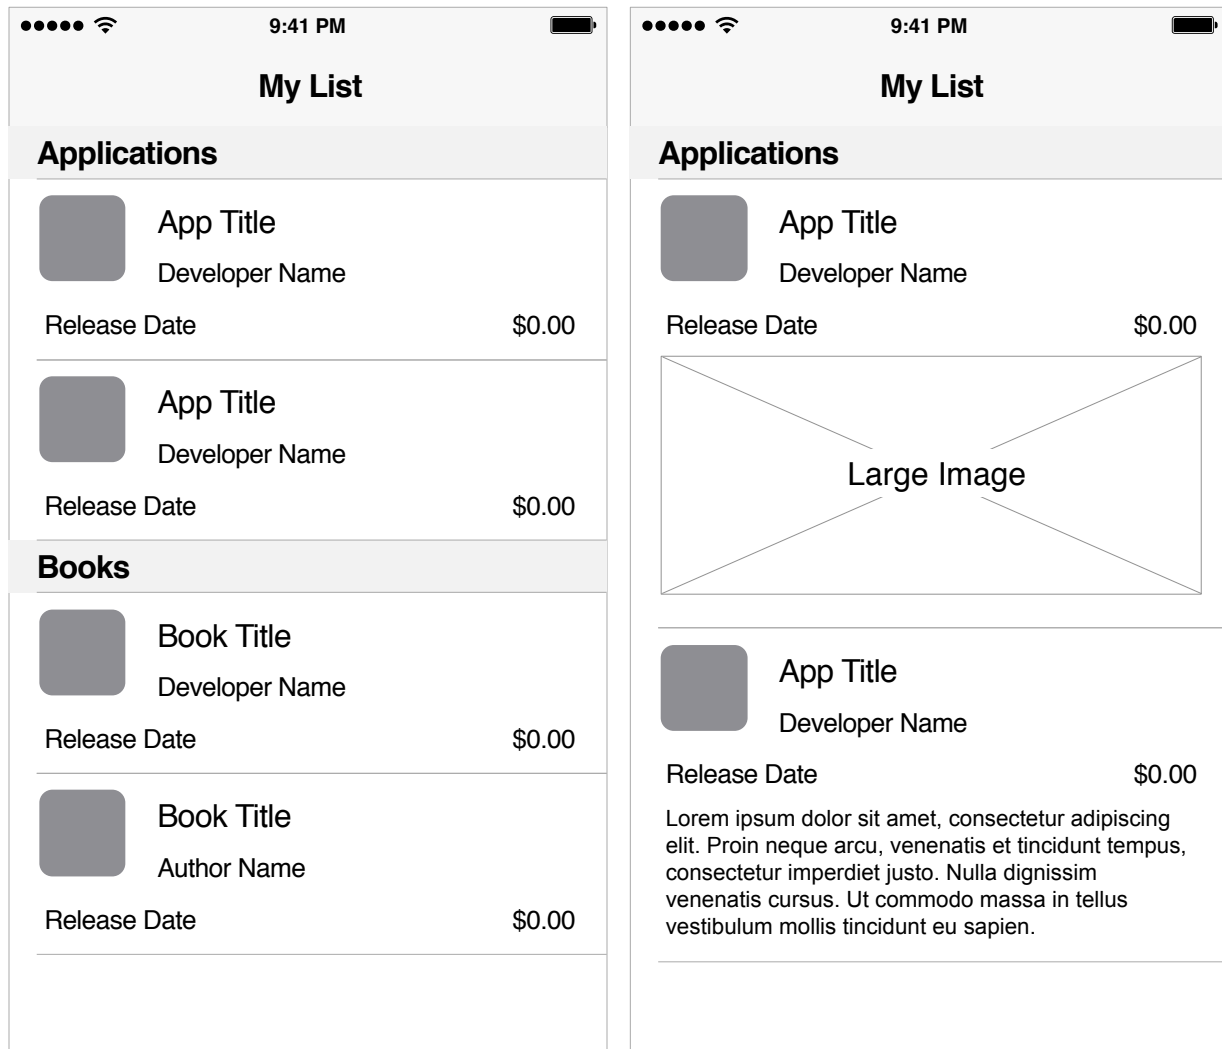 9:41 PM
My List
Applications
App Title
Developer Name
Release Date $0.00
App Title
Developer Name
Release Date $0.00
Books
Book Title
Developer Name
Release Date $0.00
Book Title
Author Name
Release Date $0.00
9:41 PM
My List
Applications
App Title
Developer Name
Release Date $0.00
Large Image
App Title
Developer Name
Release Date $0.00
Lorem ipsum dolor sit amet, consectetur adipiscing
elit. Proin neque arcu, venenatis et tincidunt tempus,
consectetur imperdiet justo. Nulla dignissim
venenatis cursus. Ut commodo massa in tellus
vestibulum mollis tincidunt eu sapien.